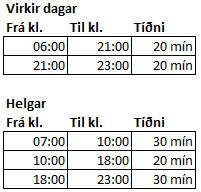 Virkir dagar
Frá kl. Til kl. Tíðni
06:00 21:00 20 mín
21:00 23:00 20 mín
Helgar
Frá kl. Til kl. Tíðni
07:00 10:00 30 mín
10:00 18:00 20 mín
18:00 23:00 30 mín